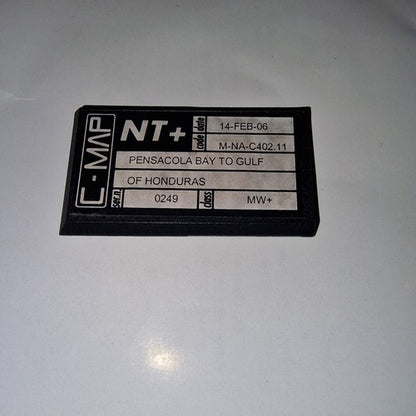 C-MAP
NT+
date 14-FEB-06
code M-NA-C402.11
PENSACOLA BAY TO GULF
OF HONDURAS
ser.n. 0249 class MW+